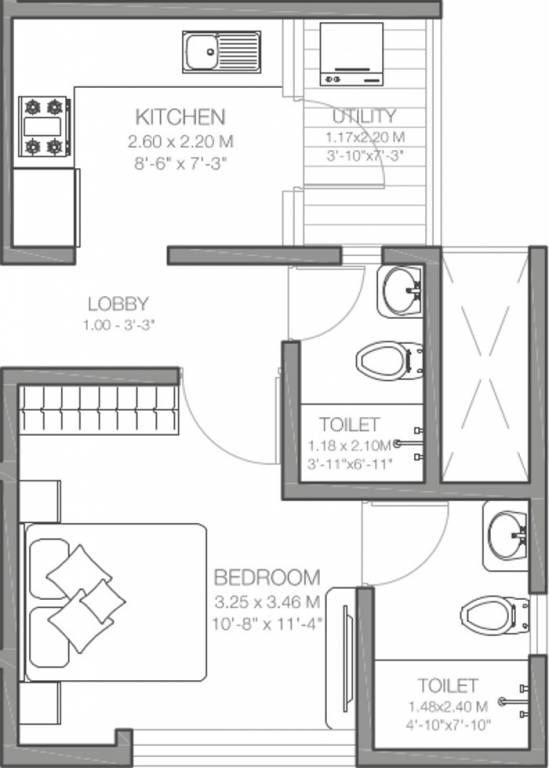 KITCHEN
2.60 x 2.20 M
8'-6" x 7'-3"
UTILITY
1.17x2.20 M
3'-10"x7'-3"
LOBBY
1.00 - 3'-3"
TOILET
1.18 x 2.10M
3'-11"x6'-11"
BEDROOM
3.25 x 3.46 M
10'-8" x 11'-4"
TOILET
1.48x2.40 M
4'-10"x7'-10"